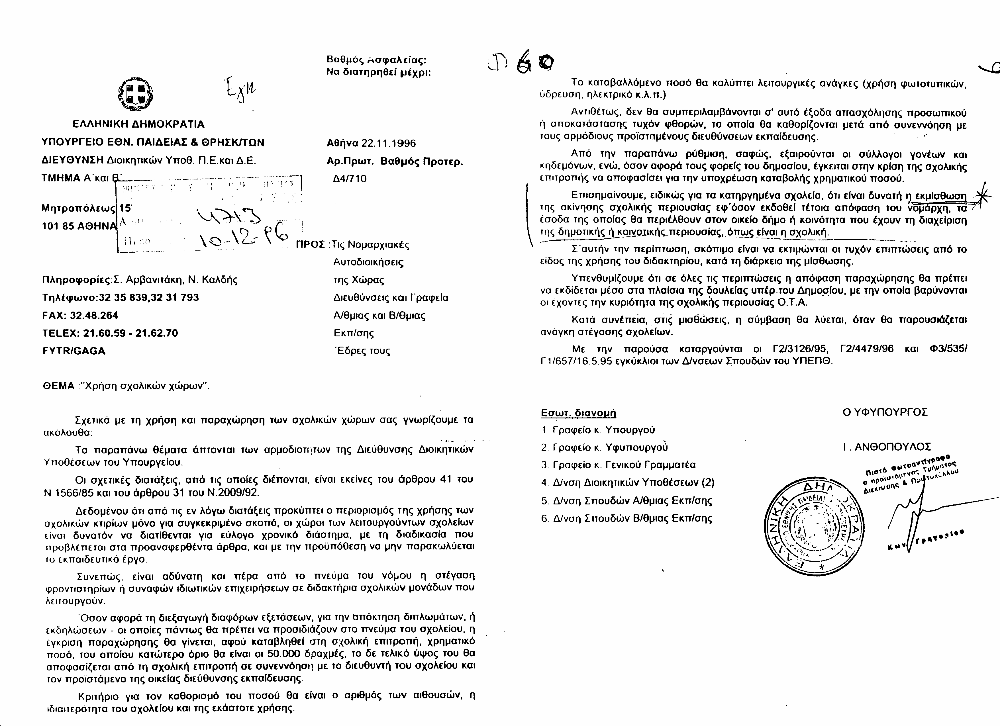 Βαθμός Ασφαλείας:
Να διατηρηθεί μέχρι:
Εγκ.
ΕΛΛΗΝΙΚΗ ΔΗΜΟΚΡΑΤΙΑ
ΥΠΟΥΡΓΕΙΟ ΕΘΝ. ΠΑΙΔΕΙΑΣ & ΘΡΗΣΚ/ΤΩΝ
ΔΙΕΥΘΥΝΣΗ Διοικητικών Υποθ. Π.Ε.και Δ.Ε.
ΤΜΗΜΑ Α΄και Β΄
Μητροπόλεως 15
101 85 ΑΘΗΝΑ
4713
10-12-96
Αθήνα 22.11.1996
Αρ.Πρωτ. Βαθμός Προτερ.
Δ4/710
ΠΡΟΣ :Τις Νομαρχιακές
Αυτοδιοικήσεις
της Χώρας
Διευθύνσεις και Γραφεία
Α/θμιας και Β/θμιας
Εκπ/σης
Έδρες τους
Πληροφορίες:Σ. Αρβανιτάκη, Ν. Καλδής
Τηλέφωνο:32 35 839,32 31 793
FAX: 32.48.264
TELEX: 21.60.59 - 21.62.70
FYTR/GAGA
ΘΕΜΑ :"Χρήση σχολικών χώρων".
Σχετικά με τη χρήση και παραχώρηση των σχολικών χώρων σας γνωρίζουμε τα
ακόλουθα:
Τα παραπάνω θέματα άπτονται των αρμοδιοτήτων της Διεύθυνσης Διοικητικών
Υποθέσεων του Υπουργείου.
Οι σχετικές διατάξεις, από τις οποίες διέπονται, είναι εκείνες του άρθρου 41 του
Ν.1566/85 και του άρθρου 31 του Ν.2009/92.
Δεδομένου ότι από τις εν λόγω διατάξεις προκύπτει ο περιορισμός της χρήσης των
σχολικών κτιρίων μόνο για συγκεκριμένο σκοπό, οι χώροι των λειτουργούντων σχολείων
είναι δυνατόν να διατίθενται για εύλογο χρονικό διάστημα, με τη διαδικασία που
προβλέπεται στα προαναφερθέντα άρθρα, και με την προϋπόθεση να μην παρακωλύεται
το εκπαιδευτικό έργο.
Συνεπώς, είναι αδύνατη και πέρα από το πνεύμα του νόμου η στέγαση
φροντιστηρίων ή συναφών ιδιωτικών επιχειρήσεων σε διδακτήρια σχολικών μονάδων που
λειτουργούν.
Όσον αφορά τη διεξαγωγή διαφόρων εξετάσεων, για την απόκτηση διπλωμάτων, ή
εκδηλώσεων - οι οποίες πάντως θα πρέπει να προσιδιάζουν στο πνεύμα του σχολείου, η
έγκριση παραχώρησης θα γίνεται, αφού καταβληθεί στη σχολική επιτροπή, χρηματικό
ποσό, του οποίου κατώτερο όριο θα είναι οι 50.000 δραχμές, το δε τελικό ύψος του θα
αποφασίζεται από τη σχολική επιτροπή σε συνεννόηση με το διευθυντή του σχολείου και
τον προϊστάμενο της οικείας διεύθυνσης εκπαίδευσης.
Κριτήριο για τον καθορισμό του ποσού θα είναι ο αριθμός των αιθουσών, η
ιδιαιτερότητα του σχολείου και της εκάστοτε χρήσης.
Φ 6
Το καταβαλλόμενο ποσό θα καλύπτει λειτουργικές ανάγκες (χρήση φωτοτυπικών,
ύδρευση, ηλεκτρικό κ.λ.π.)
Αντιθέτως, δεν θα συμπεριλαμβάνονται σ' αυτό έξοδα απασχόλησης προσωπικού
ή αποκατάστασης τυχόν φθορών, τα οποία θα καθορίζονται μετά από συνεννόηση με
τους αρμόδιους προϊσταμένους διευθύνσεων εκπαίδευσης.
Από την παραπάνω ρύθμιση, σαφώς, εξαιρούνται οι σύλλογοι γονέων και
κηδεμόνων, ενώ, όσον αφορά τους φορείς του δημοσίου, έγκειται στην κρίση της σχολικής
επιτροπής να αποφασίσει για την υποχρέωση καταβολής χρηματικού ποσού.
Επισημαίνουμε, ειδικώς για τα κατηργημένα σχολεία, ότι είναι δυνατή η εκμίσθωση
της ακίνησης σχολικής περιουσίας εφ΄όσον εκδοθεί τέτοια απόφαση του νομάρχη, τα
έσοδα της οποίας θα περιέλθουν στον οικείο δήμο ή κοινότητα που έχουν τη διαχείριση
της δημοτικής ή κοινοτικής περιουσίας, όπως είναι η σχολική.
Σ΄αυτήν την περίπτωση, σκόπιμο είναι να εκτιμώνται οι τυχόν επιπτώσεις από το
είδος της χρήσης του διδακτηρίου, κατά τη διάρκεια της μίσθωσης.
Υπενθυμίζουμε ότι σε όλες τις περιπτώσεις η απόφαση παραχώρησης θα πρέπει
να εκδίδεται μέσα στα πλαίσια της δουλείας υπέρ του Δημοσίου, με την οποία βαρύνονται
οι έχοντες την κυριότητα της σχολικής περιουσίας Ο.Τ.Α.
Κατά συνέπεια, στις μισθώσεις, η σύμβαση θα λύεται, όταν θα παρουσιάζεται
ανάγκη στέγασης σχολείων.
Με την παρούσα καταργούνται οι Γ2/3126/95, Γ2/4479/96 και Φ3/535/
Γ1/657/16.5.95 εγκύκλιοι των Δ/νσεων Σπουδών του ΥΠΕΠΘ.
Εσωτ. διανομή
1 Γραφείο κ. Υπουργού
2. Γραφείο κ. Υφυπουργού
3. Γραφείο κ. Γενικού Γραμματέα
4. Δ/νση Διοικητικών Υποθέσεων (2)
5. Δ/νση Σπουδών Α/θμιας Εκπ/σης
6. Δ/νση Σπουδών Β/θμιας Εκπ/σης
Ο ΥΦΥΠΟΥΡΓΟΣ
Ι . ΑΝΘΟΠΟΥΛΟΣ
Πιστό Φωτοαντίγραφο
ο προϊστάμενος Τμήματος
Διεκπ/σης & Πρωτοκόλλου
Κων. Γρηγορίου
ΕΛΛΗΝΙΚΗ ΔΗΜΟΚΡΑΤΙΑ